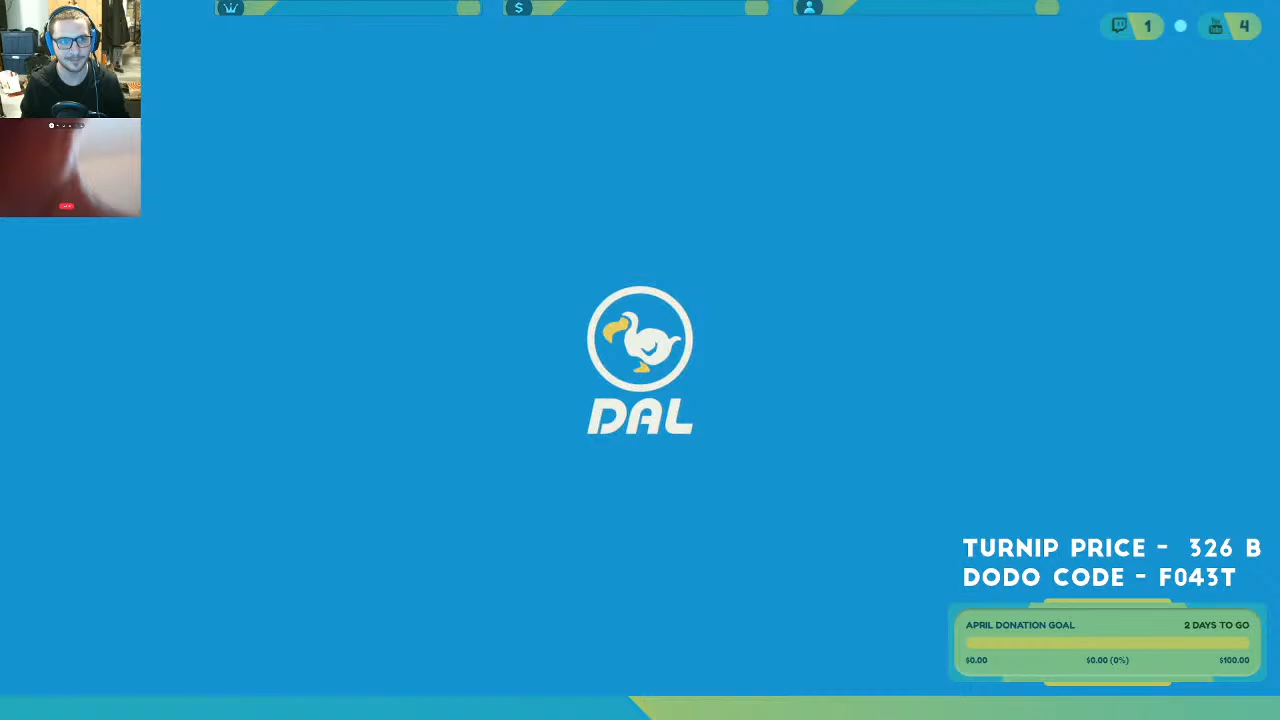 $
1
4
DAL
TURNIP PRICE - 326 B
DODO CODE - F043T
APRIL DONATION GOAL
2 DAYS TO GO
$0.00
$0.00 (0%)
$100.00